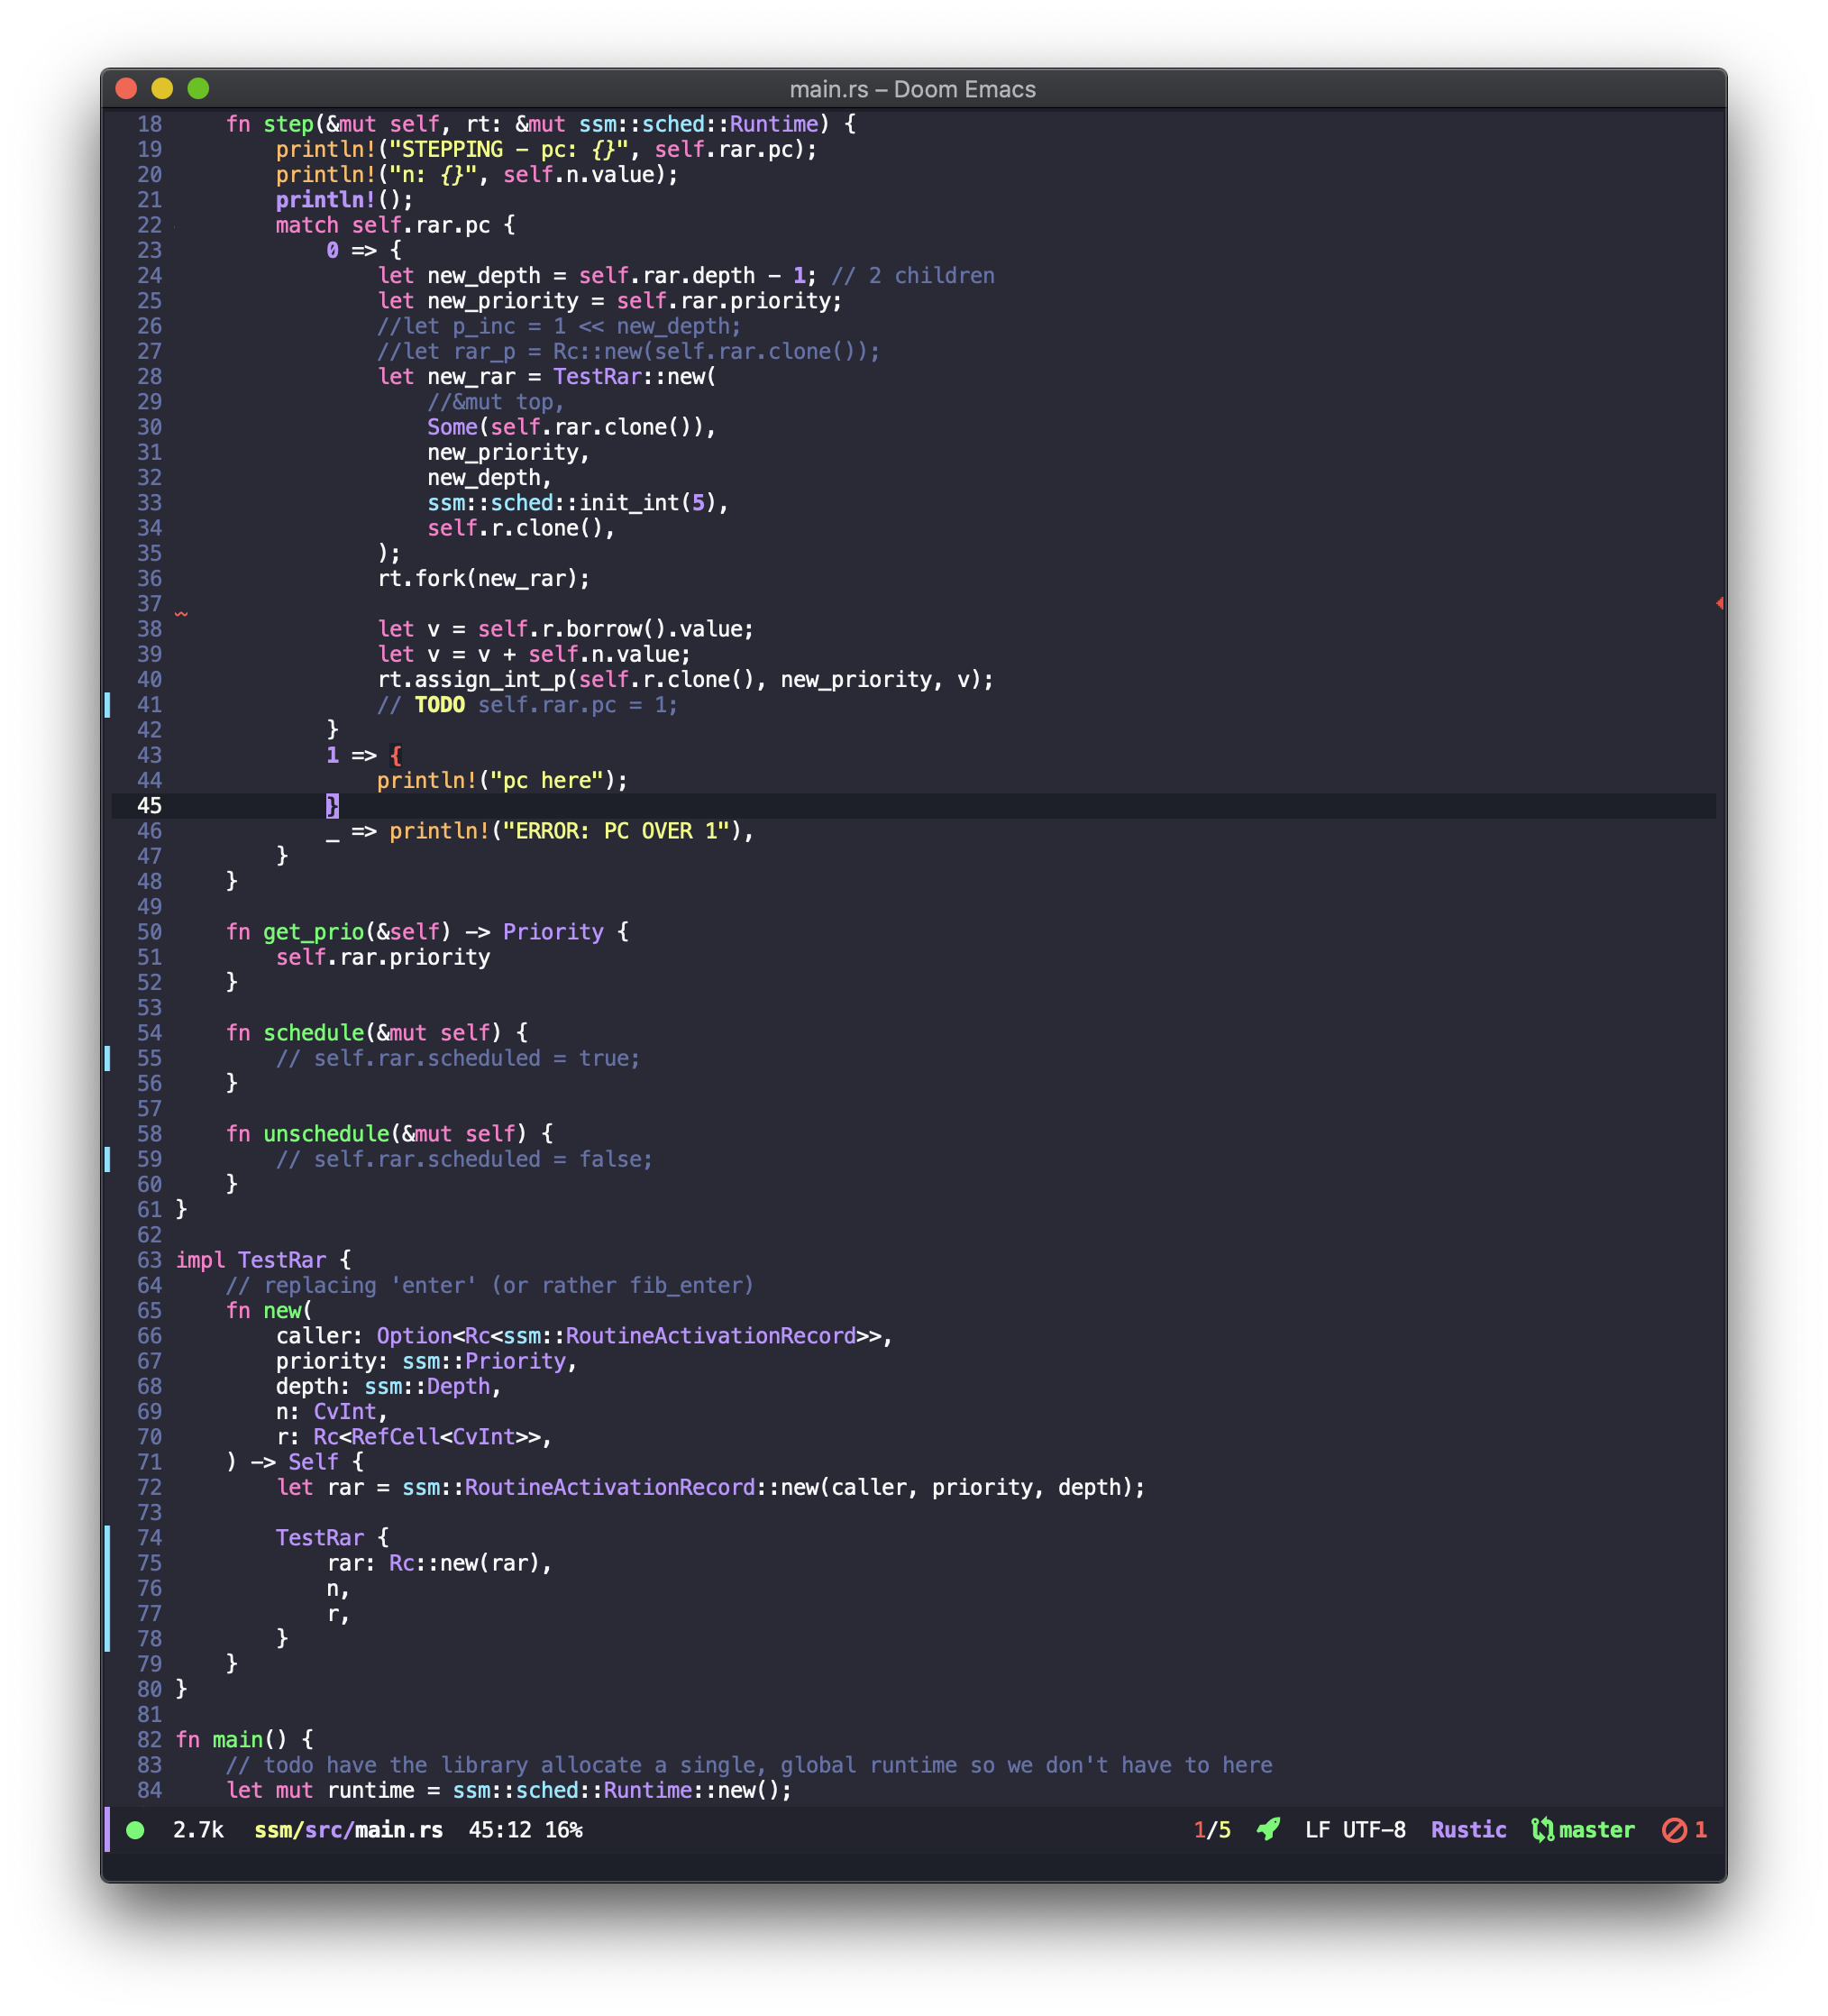 main.rs – Doom Emacs
18     fn step(&mut self, rt: &mut ssm::sched::Runtime) {
19         println!("STEPPING - pc: {}", self.rar.pc);
20         println!("n: {}", self.n.value);
21         println!();
22         match self.rar.pc {
23             0 => {
24                 let new_depth = self.rar.depth - 1; // 2 children
25                 let new_priority = self.rar.priority;
26                 //let p_inc = 1 << new_depth;
27                 //let rar_p = Rc::new(self.rar.clone());
28                 let new_rar = TestRar::new(
29                     //&mut top,
30                     Some(self.rar.clone()),
31                     new_priority,
32                     new_depth,
33                     ssm::sched::init_int(5),
34                     self.r.clone(),
35                 );
36                 rt.fork(new_rar);
37
38                 let v = self.r.borrow().value;
39                 let v = v + self.n.value;
40                 rt.assign_int_p(self.r.clone(), new_priority, v);
41                 // TODO self.rar.pc = 1;
42             }
43             1 => {
44                 println!("pc here");
45             }
46             _ => println!("ERROR: PC OVER 1"),
47         }
48     }
49
50     fn get_prio(&self) -> Priority {
51         self.rar.priority
52     }
53
54     fn schedule(&mut self) {
55         // self.rar.scheduled = true;
56     }
57
58     fn unschedule(&mut self) {
59         // self.rar.scheduled = false;
60     }
61 }
62
63 impl TestRar {
64     // replacing 'enter' (or rather fib_enter)
65     fn new(
66         caller: Option<Rc<ssm::RoutineActivationRecord>>,
67         priority: ssm::Priority,
68         depth: ssm::Depth,
69         n: CvInt,
70         r: Rc<RefCell<CvInt>>,
71     ) -> Self {
72         let rar = ssm::RoutineActivationRecord::new(caller, priority, depth);
73
74         TestRar {
75             rar: Rc::new(rar),
76             n,
77             r,
78         }
79     }
80 }
81
82 fn main() {
83     // todo have the library allocate a single, global runtime so we don't have to here
84     let mut runtime = ssm::sched::Runtime::new();
2.7k ssm/src/main.rs 45:12 16% 1/5 LF UTF-8 Rustic master 1